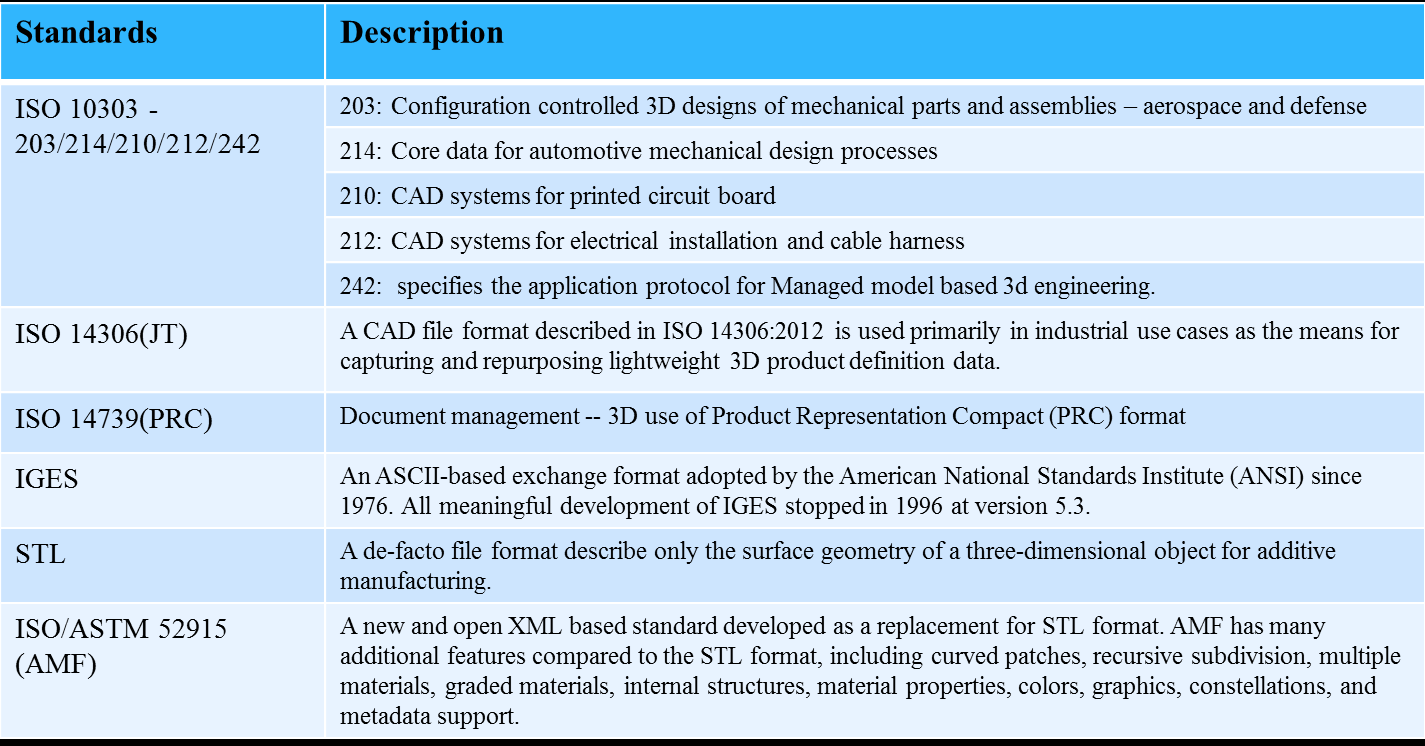 Standards
Description
ISO 10303 -
203/214/210/212/242
203: Configuration controlled 3D designs of mechanical parts and assemblies – aerospace and defense
214: Core data for automotive mechanical design processes
210: CAD systems for printed circuit board
212: CAD systems for electrical installation and cable harness
242: specifies the application protocol for Managed model based 3d engineering.
ISO 14306(JT)
A CAD file format described in ISO 14306:2012 is used primarily in industrial use cases as the means for
capturing and repurposing lightweight 3D product definition data.
ISO 14739(PRC)
Document management -- 3D use of Product Representation Compact (PRC) format
IGES
An ASCII-based exchange format adopted by the American National Standards Institute (ANSI) since
1976. All meaningful development of IGES stopped in 1996 at version 5.3.
STL
A de-facto file format describe only the surface geometry of a three-dimensional object for additive
manufacturing.
ISO/ASTM 52915
(AMF)
A new and open XML based standard developed as a replacement for STL format. AMF has many
additional features compared to the STL format, including curved patches, recursive subdivision, multiple
materials, graded materials, internal structures, material properties, colors, graphics, constellations, and
metadata support.